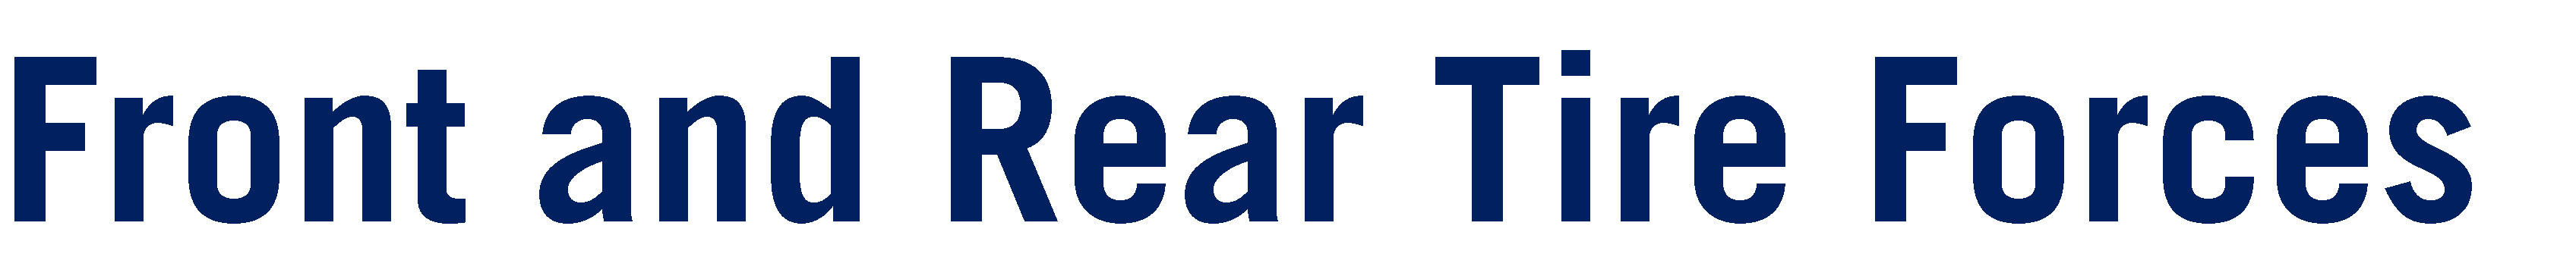 Front and Rear Tire Forces